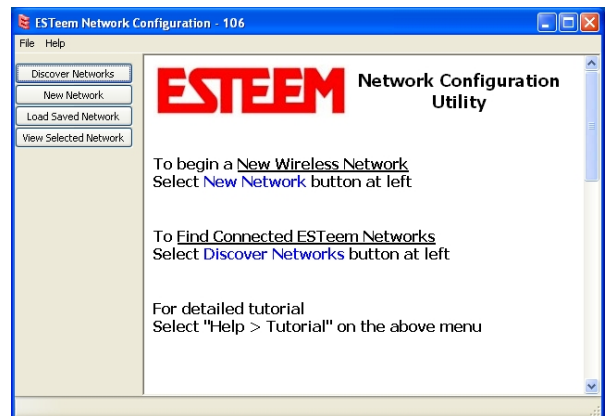 ESTeem Network Configuration - 106
File Help
Discover Networks
New Network
Load Saved Network
View Selected Network
ESTEEM
Network Configuration
Utility
To begin a New Wireless Network
Select New Network button at left
To Find Connected ESTeem Networks
Select Discover Networks button at left
For detailed tutorial
Select "Help > Tutorial" on the above menu